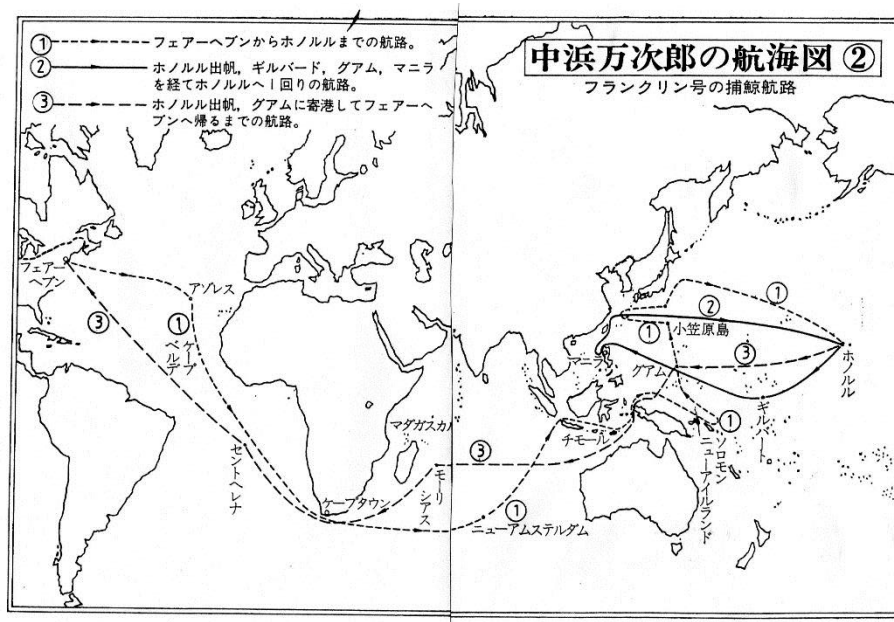 中浜万次郎の航海図②
フランクリン号の捕鯨航路
① フェアーヘブンからホノルルまでの航路。
② ホノルル出帆,ギルバード,グアム,マニラ
を経てホノルルへ1回りの航路。
③ ホノルル出帆,グアムに寄港してフェアーヘ
ブンへ帰るまでの航路。
フェアー
ヘブン
アゾレス
③
①
ケープ
ベルデ
セントヘレナ
ケープタウン
マダガスカル
モーリ
シアス
③
①
ニューアムステルダム
チモール
マニラ
グアム
小笠原島
①
②
①
③
ホノルル
ギルバート
①
ソロモン
ニューアイルランド